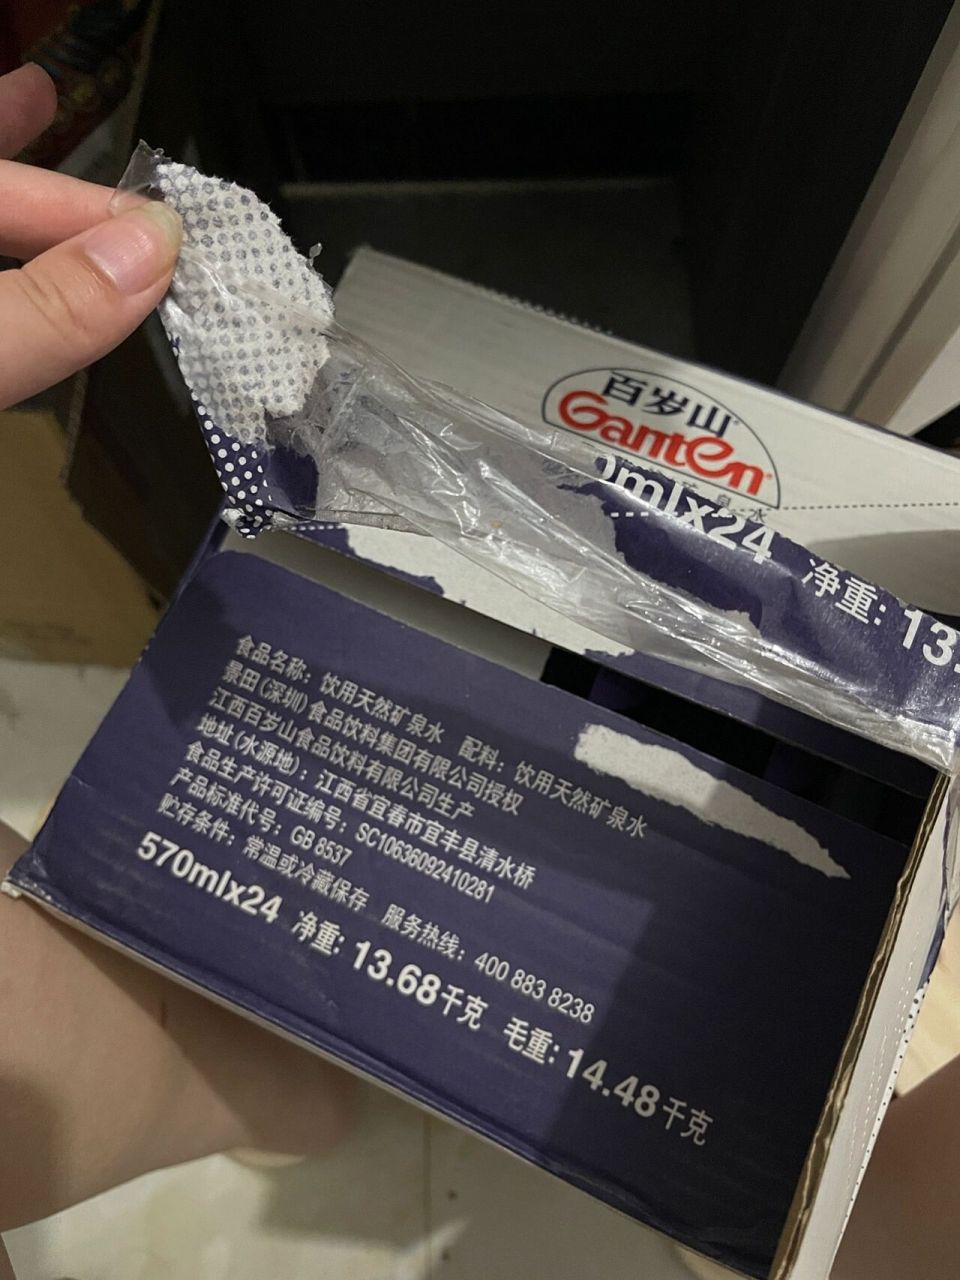 百岁山
Ganten
0mlx24 净重: 13.
食品名称: 饮用天然矿泉水 配料: 饮用天然矿泉水
景田(深圳)食品饮料集团有限公司授权
江西百岁山食品饮料有限公司生产
地址(水源地): 江西省宜春市宜丰县清水桥
食品生产许可证编号: SC10636092410281
产品标准代号: GB 8537
贮存条件: 常温或冷藏保存 服务热线: 400 883 8238
570mlx24 净重: 13.68千克 毛重: 14.48千克